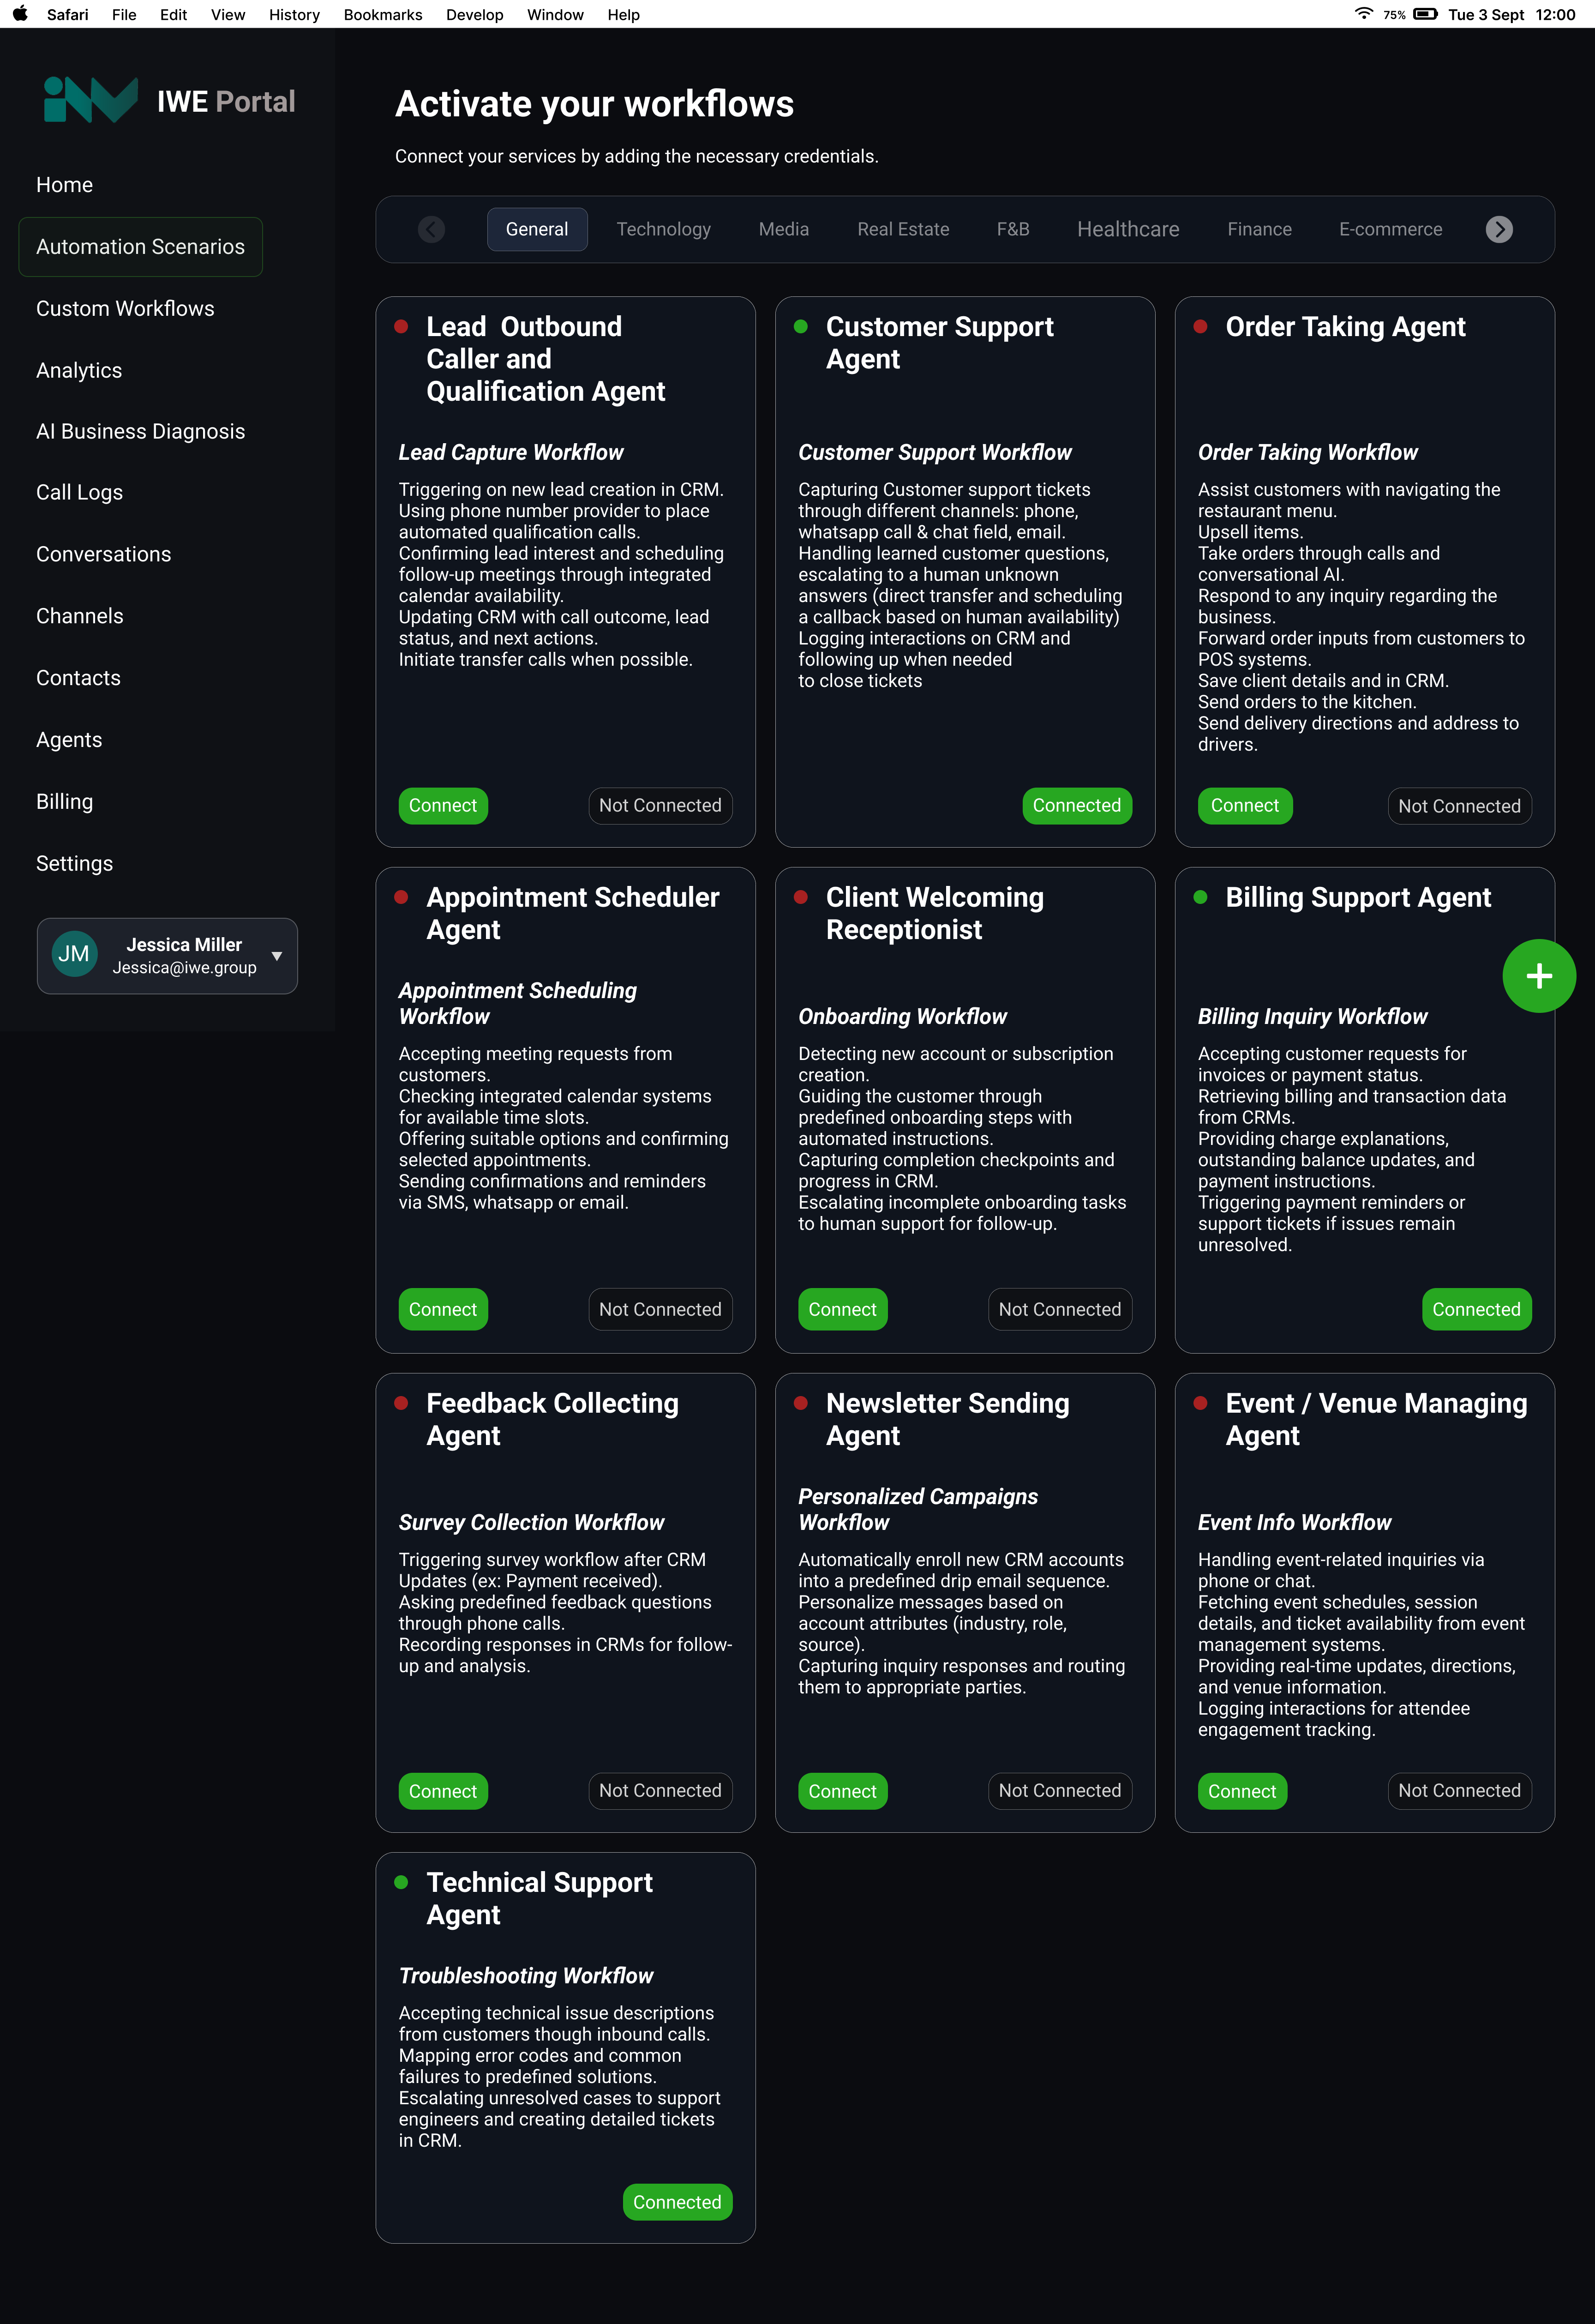 Safari File Edit View History Bookmarks Develop Window Help 75% Tue 3 Sept 12:00
IWE Portal
Home
Automation Scenarios
Custom Workflows
Analytics
AI Business Diagnosis
Call Logs
Conversations
Channels
Contacts
Agents
Billing
Settings
JM
Jessica Miller
Jessica@iwe.group
Activate your workflows
Connect your services by adding the necessary credentials.
General Technology Media Real Estate F&B Healthcare Finance E-commerce
Lead Outbound
Caller and
Qualification Agent
Lead Capture Workflow
Triggering on new lead creation in CRM.
Using phone number provider to place
automated qualification calls.
Confirming lead interest and scheduling
follow-up meetings through integrated
calendar availability.
Updating CRM with call outcome, lead
status, and next actions.
Initiate transfer calls when possible.
Connect Not Connected
Customer Support
Agent
Customer Support Workflow
Capturing Customer support tickets
through different channels: phone,
whatsapp call & chat field, email.
Handling learned customer questions,
escalating to a human unknown
answers (direct transfer and scheduling
a callback based on human availability)
Logging interactions on CRM and
following up when needed
to close tickets
Connected
Order Taking Agent
Order Taking Workflow
Assist customers with navigating the
restaurant menu.
Upsell items.
Take orders through calls and
conversational AI.
Respond to any inquiry regarding the
business.
Forward order inputs from customers to
POS systems.
Save client details and in CRM.
Send orders to the kitchen.
Send delivery directions and address to
drivers.
Connect Not Connected
Appointment Scheduler
Agent
Appointment Scheduling
Workflow
Accepting meeting requests from
customers.
Checking integrated calendar systems
for available time slots.
Offering suitable options and confirming
selected appointments.
Sending confirmations and reminders
via SMS, whatsapp or email.
Connect Not Connected
Client Welcoming
Receptionist
Onboarding Workflow
Detecting new account or subscription
creation.
Guiding the customer through
predefined onboarding steps with
automated instructions.
Capturing completion checkpoints and
progress in CRM.
Escalating incomplete onboarding tasks
to human support for follow-up.
Connect Not Connected
Billing Support Agent
Billing Inquiry Workflow
Accepting customer requests for
invoices or payment status.
Retrieving billing and transaction data
from CRMs.
Providing charge explanations,
outstanding balance updates, and
payment instructions.
Triggering payment reminders or
support tickets if issues remain
unresolved.
Connected
Feedback Collecting
Agent
Survey Collection Workflow
Triggering survey workflow after CRM
Updates (ex: Payment received).
Asking predefined feedback questions
through phone calls.
Recording responses in CRMs for follow-
up and analysis.
Connect Not Connected
Newsletter Sending
Agent
Personalized Campaigns
Workflow
Automatically enroll new CRM accounts
into a predefined drip email sequence.
Personalize messages based on
account attributes (industry, role,
source).
Capturing inquiry responses and routing
them to appropriate parties.
Connect Not Connected
Event / Venue Managing
Agent
Event Info Workflow
Handling event-related inquiries via
phone or chat.
Fetching event schedules, session
details, and ticket availability from event
management systems.
Providing real-time updates, directions,
and venue information.
Logging interactions for attendee
engagement tracking.
Connect Not Connected
Technical Support
Agent
Troubleshooting Workflow
Accepting technical issue descriptions
from customers though inbound calls.
Mapping error codes and common
failures to predefined solutions.
Escalating unresolved cases to support
engineers and creating detailed tickets
in CRM.
Connected